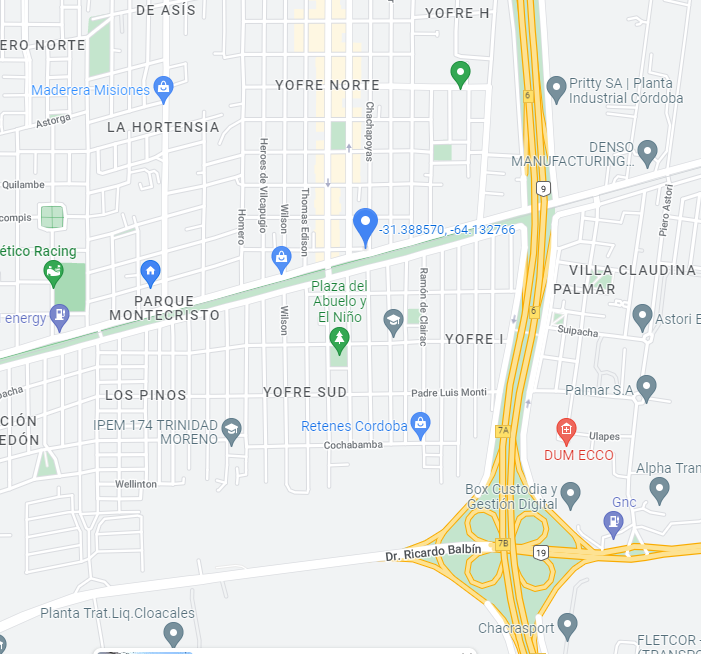 DE ASÍS
YOFRE H
ERO NORTE
YOFRE NORTE
Pritty SA | Planta
Industrial Córdoba
Maderera Misiones
6
Astorga
LA HORTENSIA
Chachapoyas
Heroes de Vilcapugio
DENSO
MANUFACTURING...
Quilambe
9
Piero Astori
Thomas Edison
Wilson
Homero
compis
-31.388570, -64.132766
ético Racing
VILLA CLAUDINA
PALMAR
PARQUE
MONTECRISTO
Plaza del
Abuelo y
El Niño
Ramón de Clairac
energy
Wilson
6
Astori E
Suipacha
YOFRE I
pacha
LOS PINOS
YOFRE SUD
Padre Luis Monti
Palmar S.A
CIÓN
EDÓN
IPEM 174 TRINIDAD
MORENO
Retenes Cordoba
7A
Ulapes
Cochabamba
DUM ECCO
Wellinton
Alpha Tran
Box Custodia y
Gestión Digital
Gnc
7B
19
Dr. Ricardo Balbín
Planta Trat.Liq.Cloacales
Chacrasport
FLETCOR -
(TRANSPO